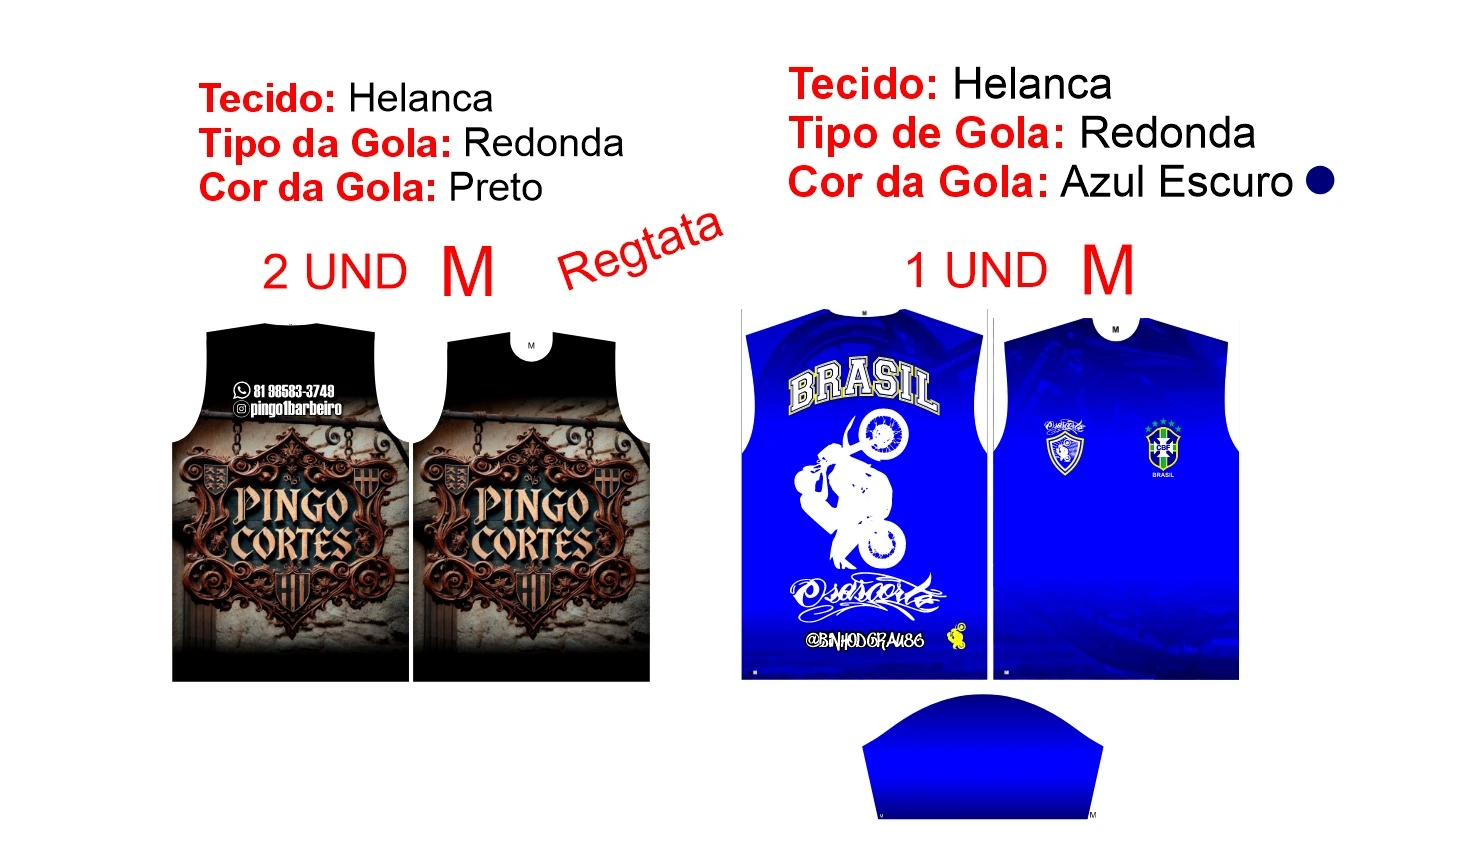 Tecido: Helanca
Tipo da Gola: Redonda
Cor da Gola: Preto
2 UND M
Regtata
81 98583-3749
pingo1barbeiro
PINGO
CORTES
M
PINGO
CORTES
Tecido: Helanca
Tipo de Gola: Redonda
Cor da Gola: Azul Escuro
1 UND M
M
BRASIL
@BINHODGRAU86
M
M
CBF
BRASIL
M
M
M